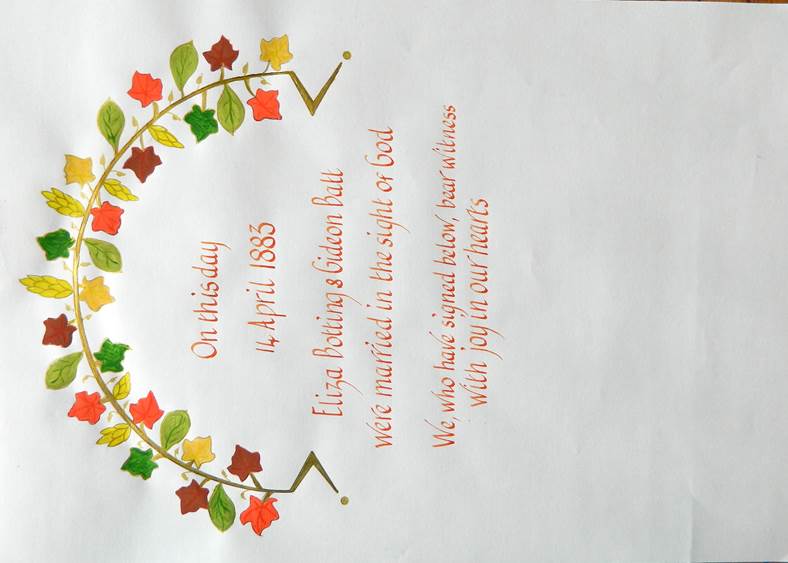 On this day
14 April 1883
Eliza Botting & Gideon Batt
were married in the sight of God
We, who have signed below, bear witness
with joy in our hearts